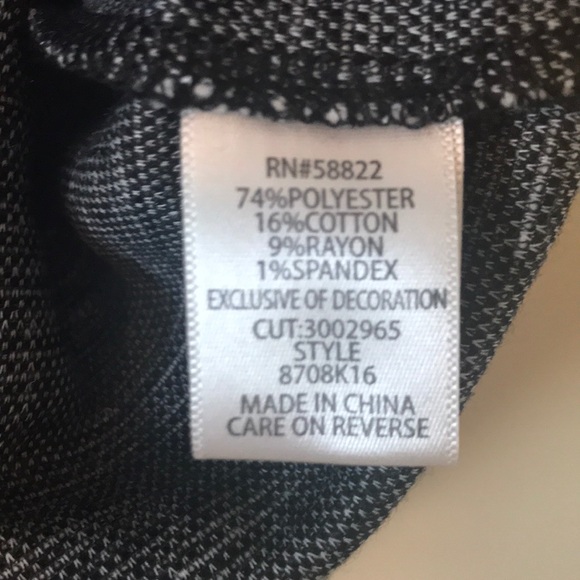 RN#58822
74%POLYESTER
16%COTTON
9%RAYON
1%SPANDEX
EXCLUSIVE OF DECORATION
CUT:3002965
STYLE
8708K16
MADE IN CHINA
CARE ON REVERSE